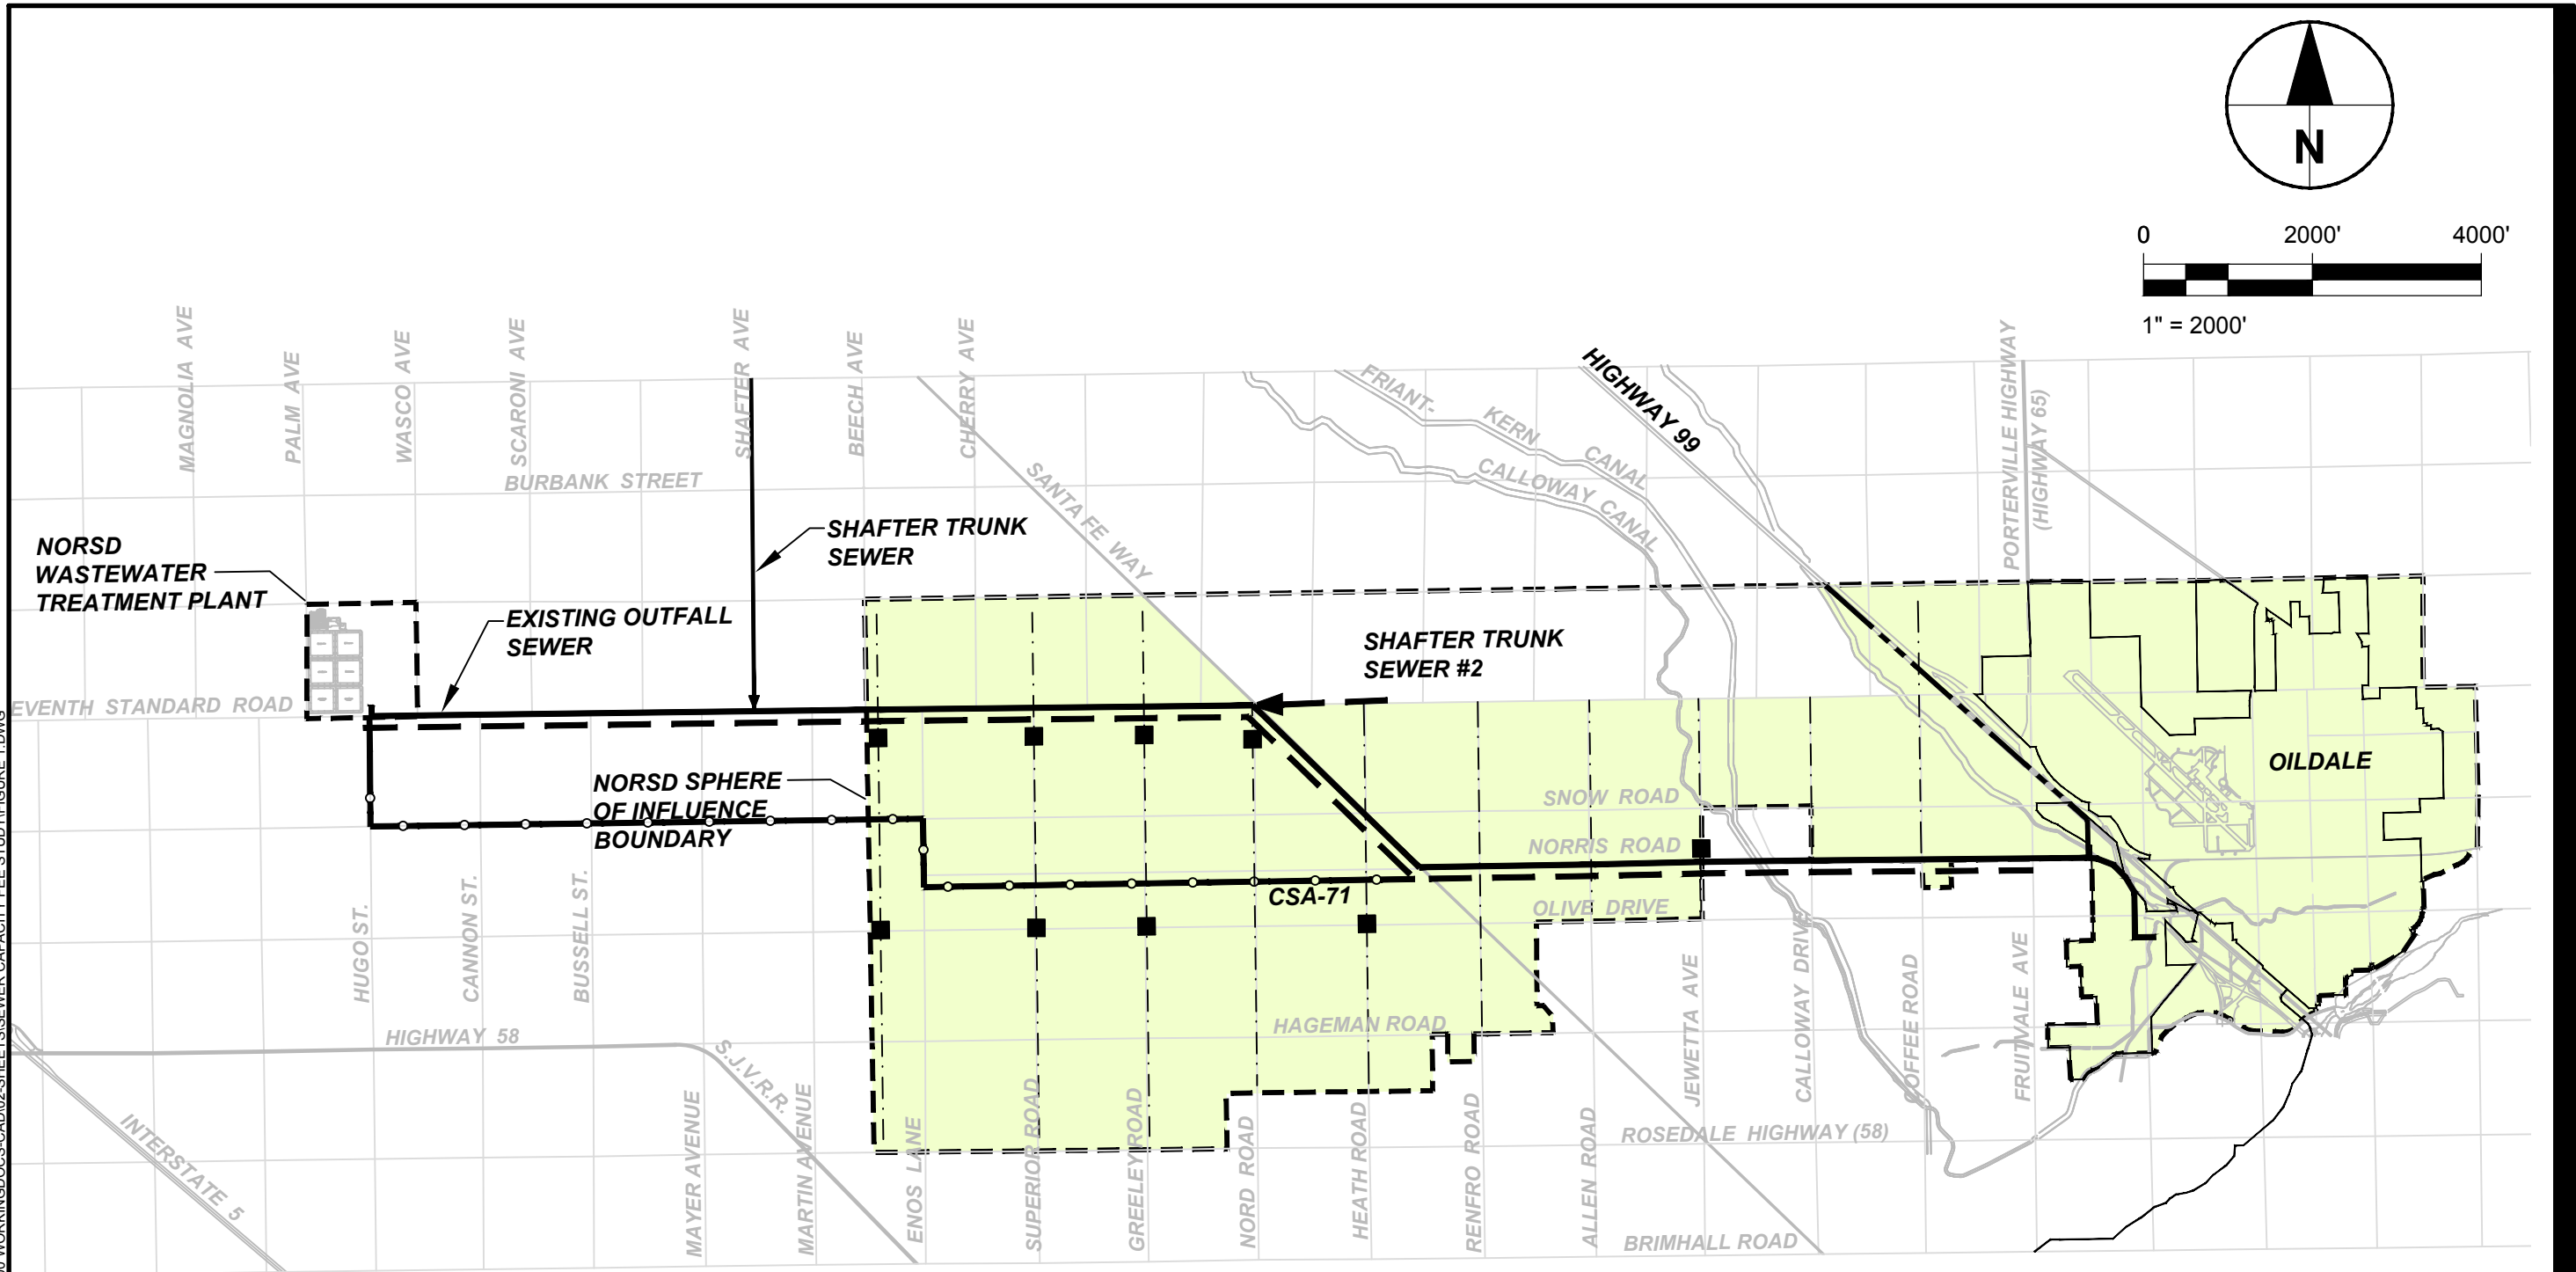 N
0 2000' 4000'
1" = 2000'
MAGNOLIA AVE
PALM AVE
WASCO AVE
SCARONI AVE
SHAFTER AVE
BEECH AVE
CHERRY AVE
BURBANK STREET
SANTA FE WAY
FRIANT-
KERN
CANAL
CALLOWAY CANAL
HIGHWAY 99
PORTERVILLE HIGHWAY
(HIGHWAY 65)
NORSD
WASTEWATER
TREATMENT PLANT
EXISTING OUTFALL
SEWER
SHAFTER TRUNK
SEWER
SHAFTER TRUNK
SEWER #2
EVENTH STANDARD ROAD
NORSD SPHERE
OF INFLUENCE
BOUNDARY
SNOW ROAD
NORRIS ROAD
OILDALE
CSA-71
OLIVE DRIVE
HUGO ST.
CANNON ST.
BUSSELL ST.
HIGHWAY 58
S.J.V.R.R.
HAGEMAN ROAD
INTERSTATE 5
MAYER AVENUE
MARTIN AVENUE
ENOS LANE
SUPERIOR ROAD
GREELEY ROAD
NORD ROAD
HEATH ROAD
RENFRO ROAD
ALLEN ROAD
JEWETTA AVE
CALLOWAY DRIVE
COFFEE ROAD
FRUITVALE AVE
ROSEDALE HIGHWAY (58)
BRIMHALL ROAD